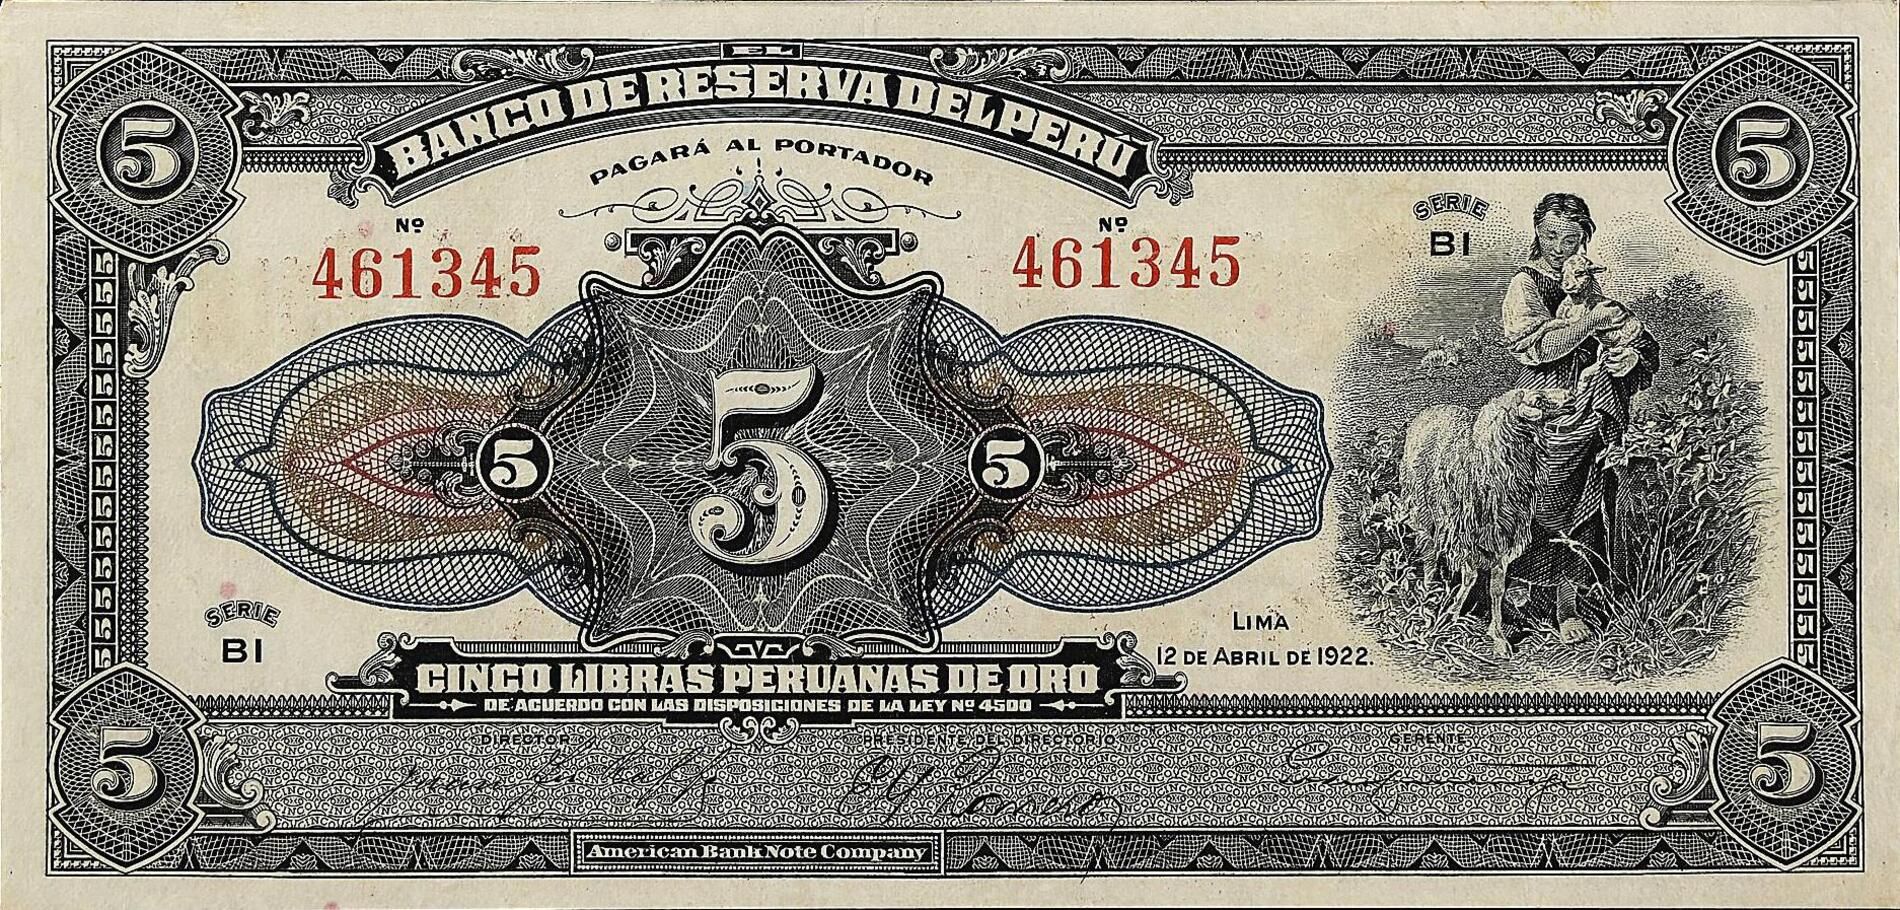 EL
BANCO DE RESERVA DEL PERÚ
PAGARÁ AL PORTADOR
5
5
Nº
461345
Nº
461345
SERIE
BI
5
5
5
SERIE
BI
LIMA
12 DE ABRIL DE 1922.
CINCO LIBRAS PERUANAS DE ORO
DE ACUERDO CON LAS DISPOSICIONES DE LA LEY Nº 4500
DIRECTOR
PRESIDENTE DEL DIRECTORIO
GERENTE
5
5
American Bank Note Company